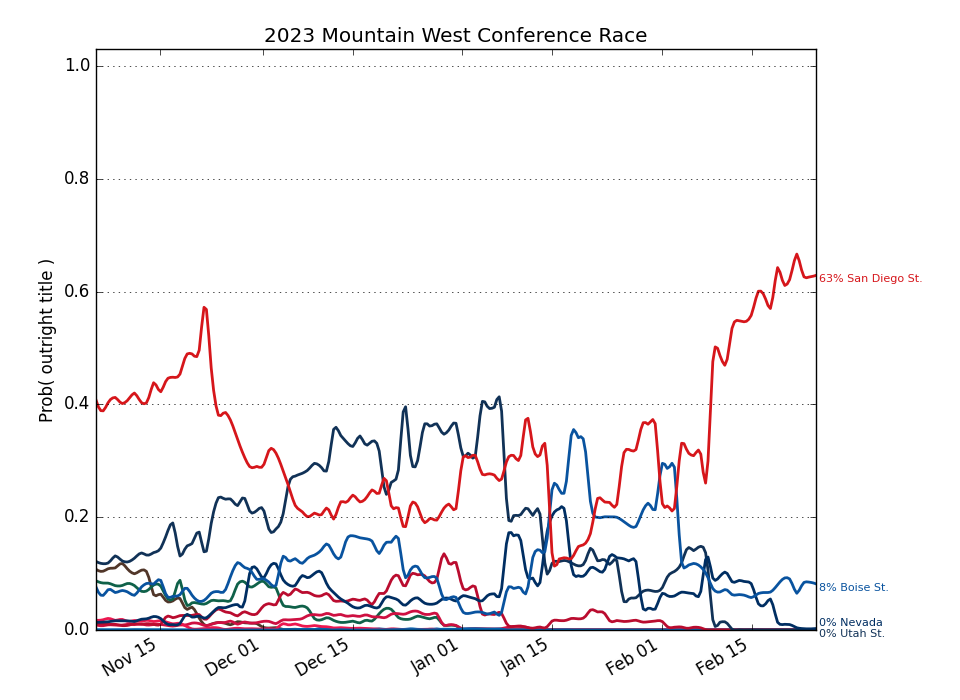 2023 Mountain West Conference Race
Prob( outright title )
1.0
0.8
0.6
0.4
0.2
0.0
Nov 15
Dec 01
Dec 15
Jan 01
Jan 15
Feb 01
Feb 15
63% San Diego St.
8% Boise St.
0% Nevada
0% Utah St.